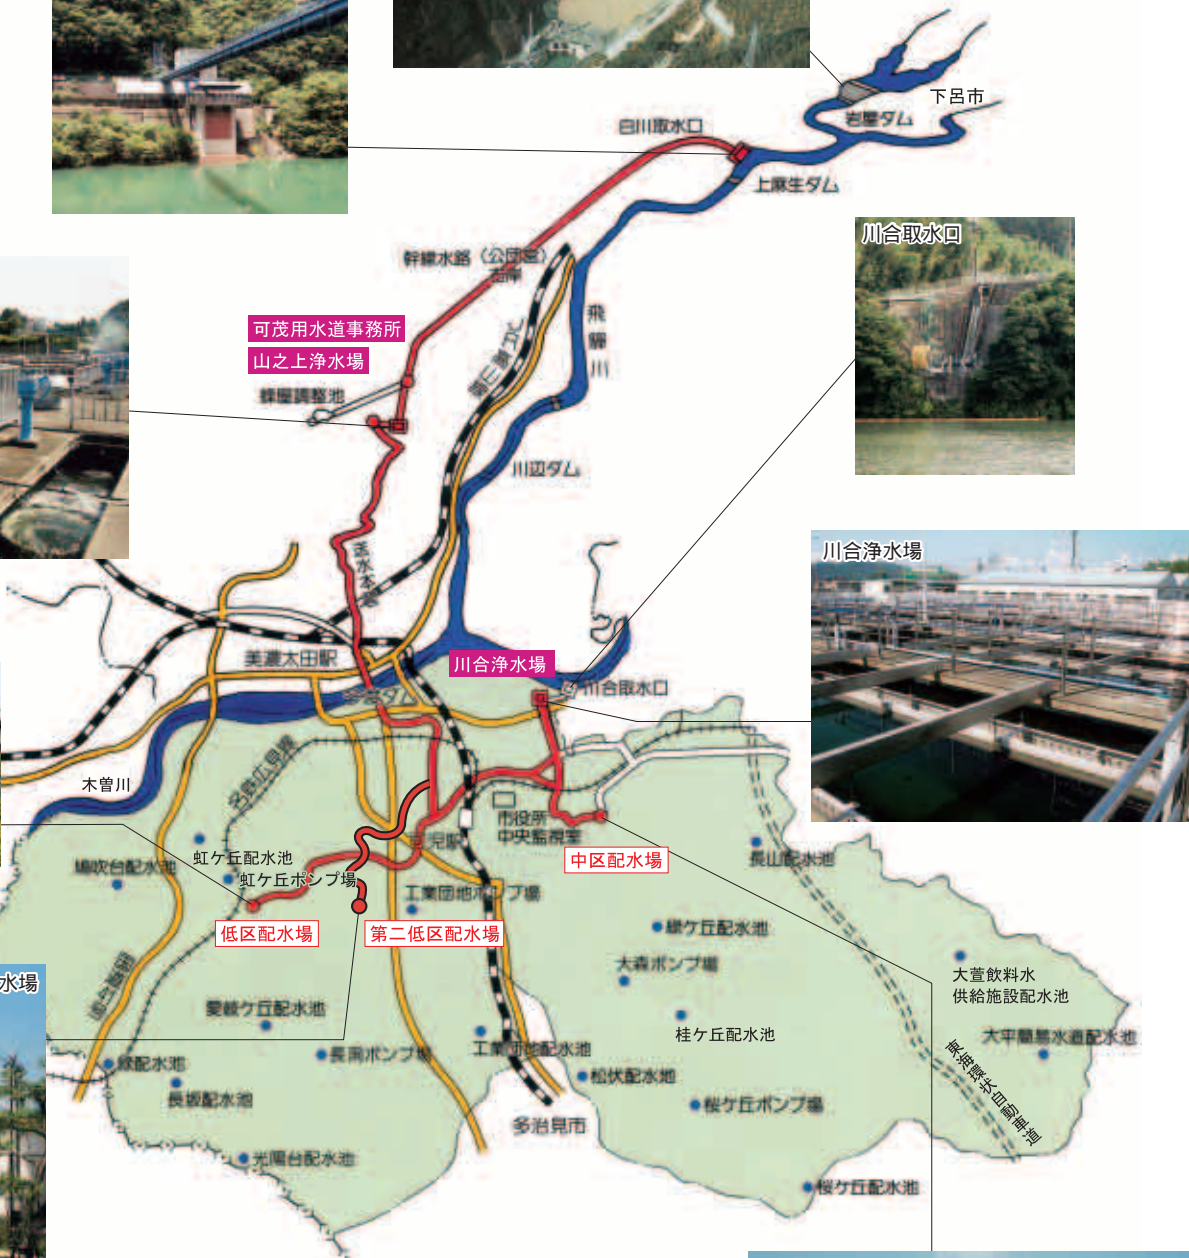 下呂市
岩屋ダム
白川取水口
上麻生ダム
川合取水口
幹線水路（公団営）
飛騨川
可茂用水道事務所
山之上浄水場
蜂屋調整池
川辺ダム
川合浄水場
美濃太田駅
川合浄水場
川合取水口
木曽川
名鉄広見線
市役所
中央監視室
可児駅
中区配水場
長山配水池
虹ケ丘配水池
鳩吹台配水池
虹ケ丘ポンプ場
工業団地ポンプ場
低区配水場
第二低区配水場
緑ケ丘配水池
大森ポンプ場
大萱飲料水
供給施設配水池
水場
愛岐ケ丘配水池
桂ケ丘配水池
大平簡易水道配水池
工業団地配水池
長洞ポンプ場
緑配水池
松伏配水池
東海環状自動車道
長坂配水池
桜ケ丘ポンプ場
多治見市
光陽台配水池
桜ケ丘配水池